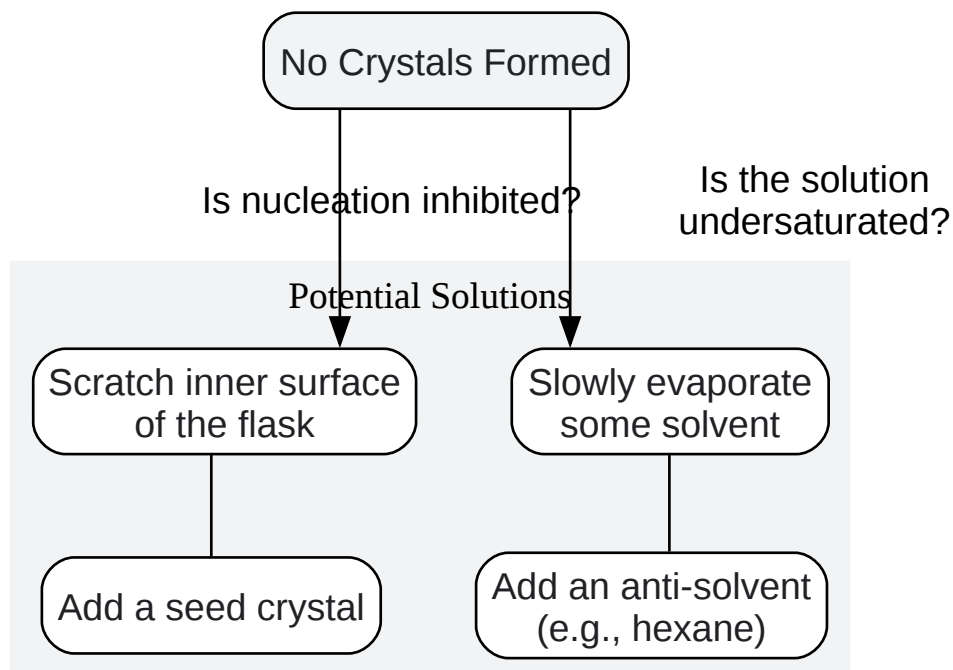 No Crystals Formed
Is nucleation inhibited?
Is the solution
undersaturated?
Potential Solutions
Scratch inner surface
of the flask
Slowly evaporate
some solvent
Add a seed crystal
Add an anti-solvent
(e.g., hexane)